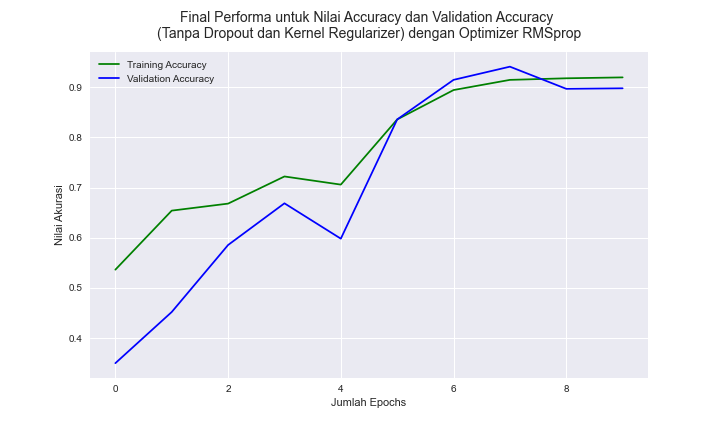 Final Performa untuk Nilai Accuracy dan Validation Accuracy
(Tanpa Dropout dan Kernel Regularizer) dengan Optimizer RMSprop
Training Accuracy
Validation Accuracy
Nilai Akurasi
0.9
0.8
0.7
0.6
0.5
0.4
0 2 4 6 8
Jumlah Epochs